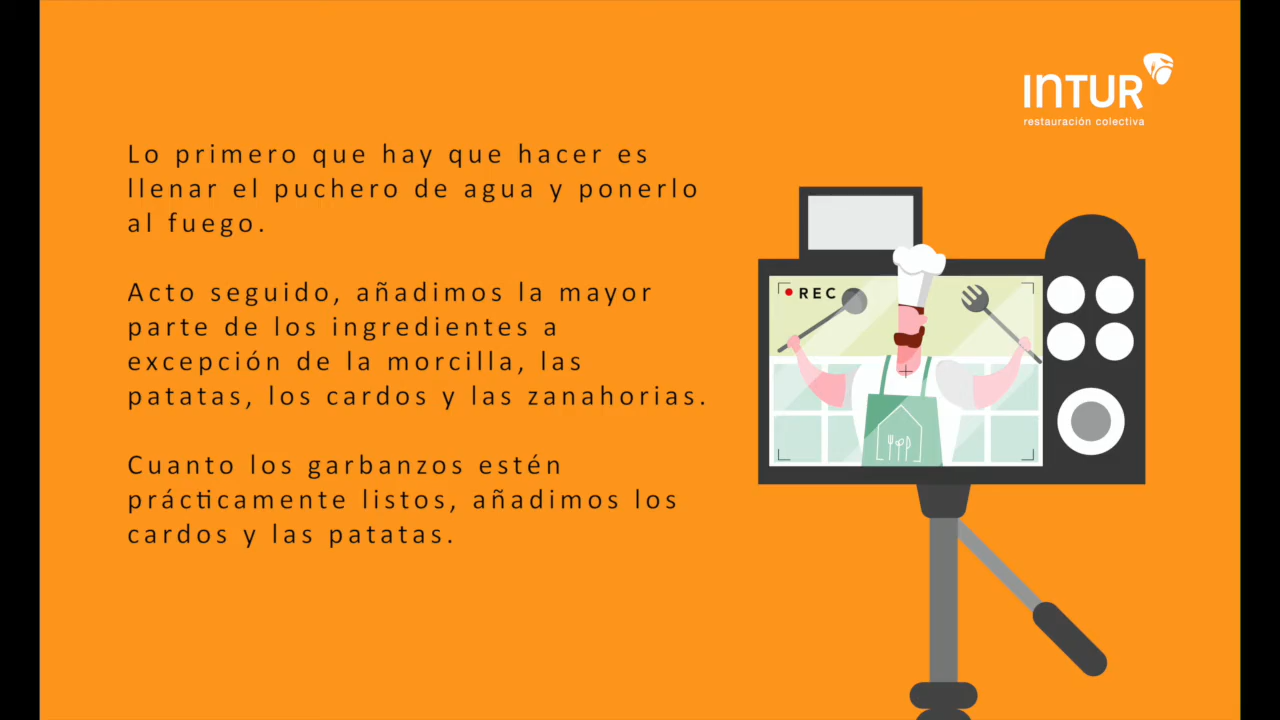 INTUR
restauración colectiva
Lo primero que hay que hacer es
llenar el puchero de agua y ponerlo
al fuego.
Acto seguido, añadimos la mayor
parte de los ingredientes a
excepción de la morcilla, las
patatas, los cardos y las zanahorias.
Cuanto los garbanzos estén
prácticamente listos, añadimos los
cardos y las patatas.
REC